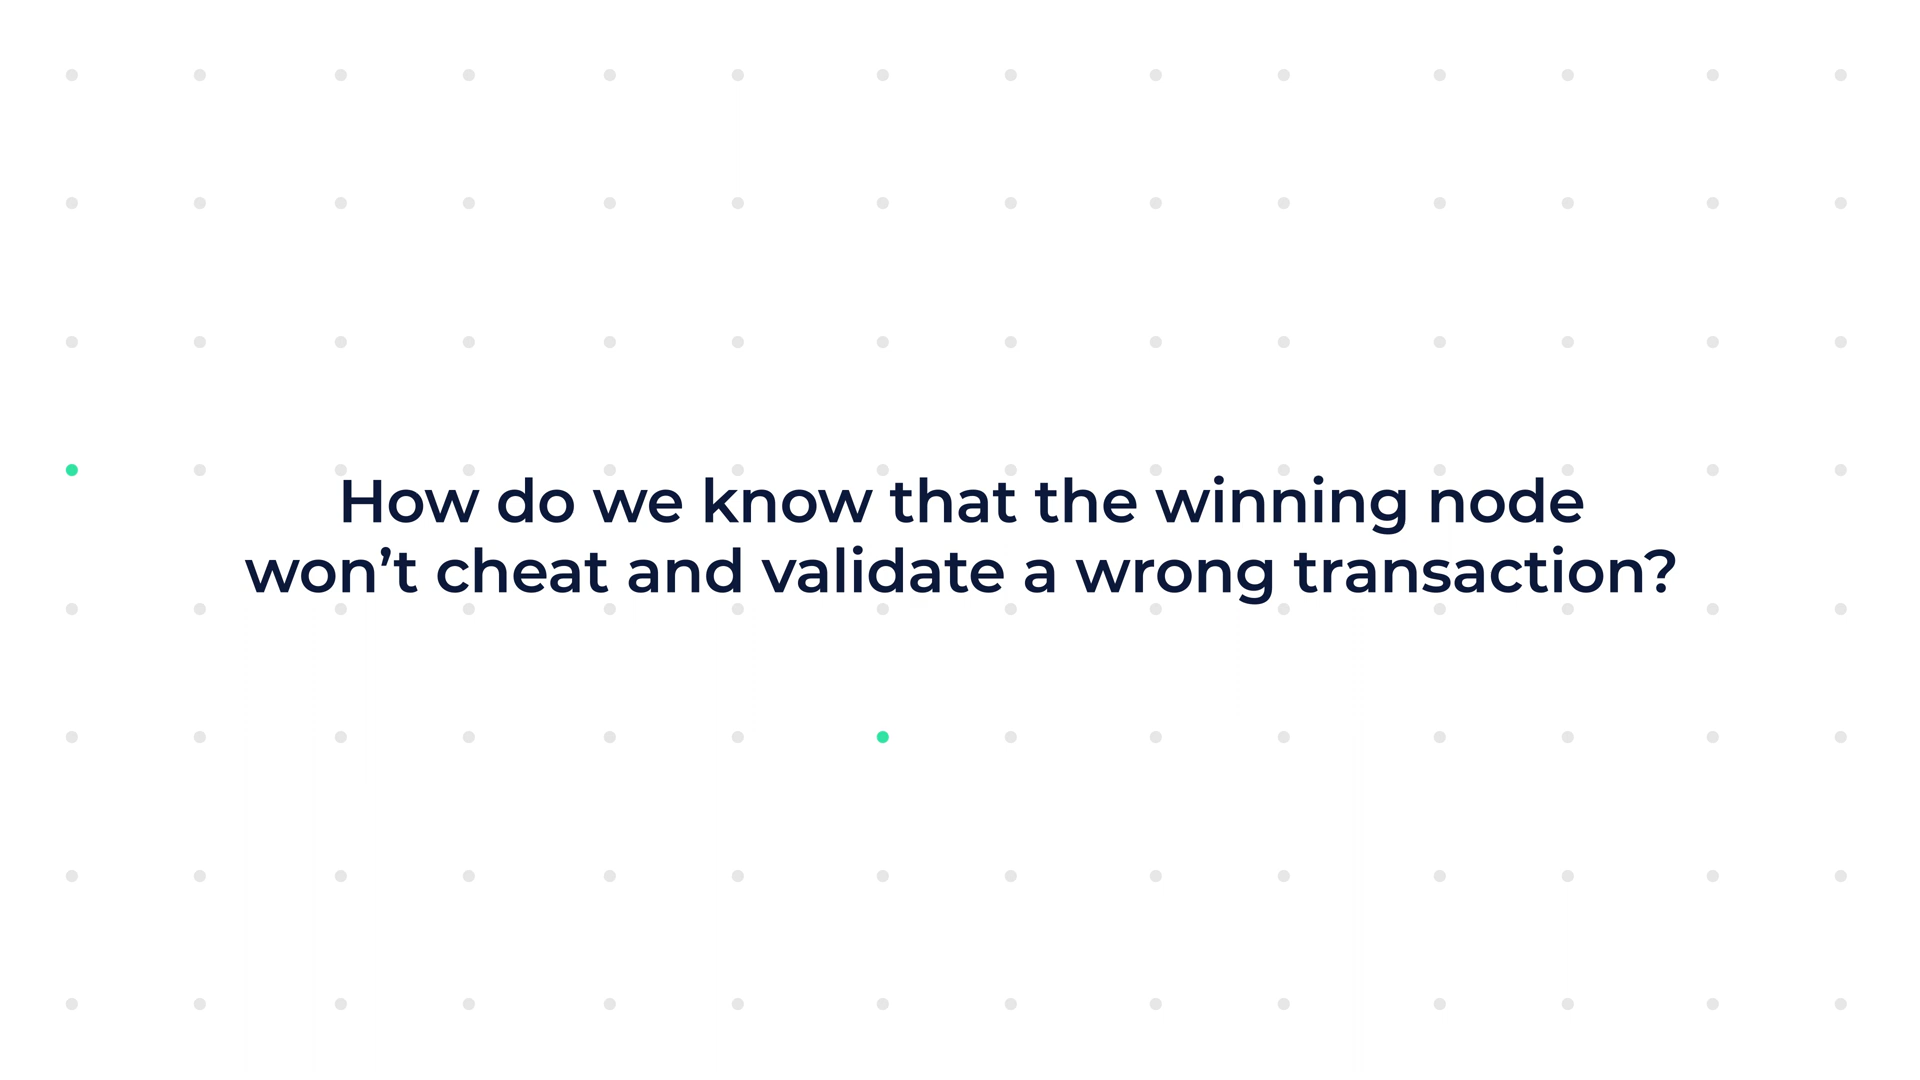 How do we know that the winning node
won’t cheat and validate a wrong transaction?